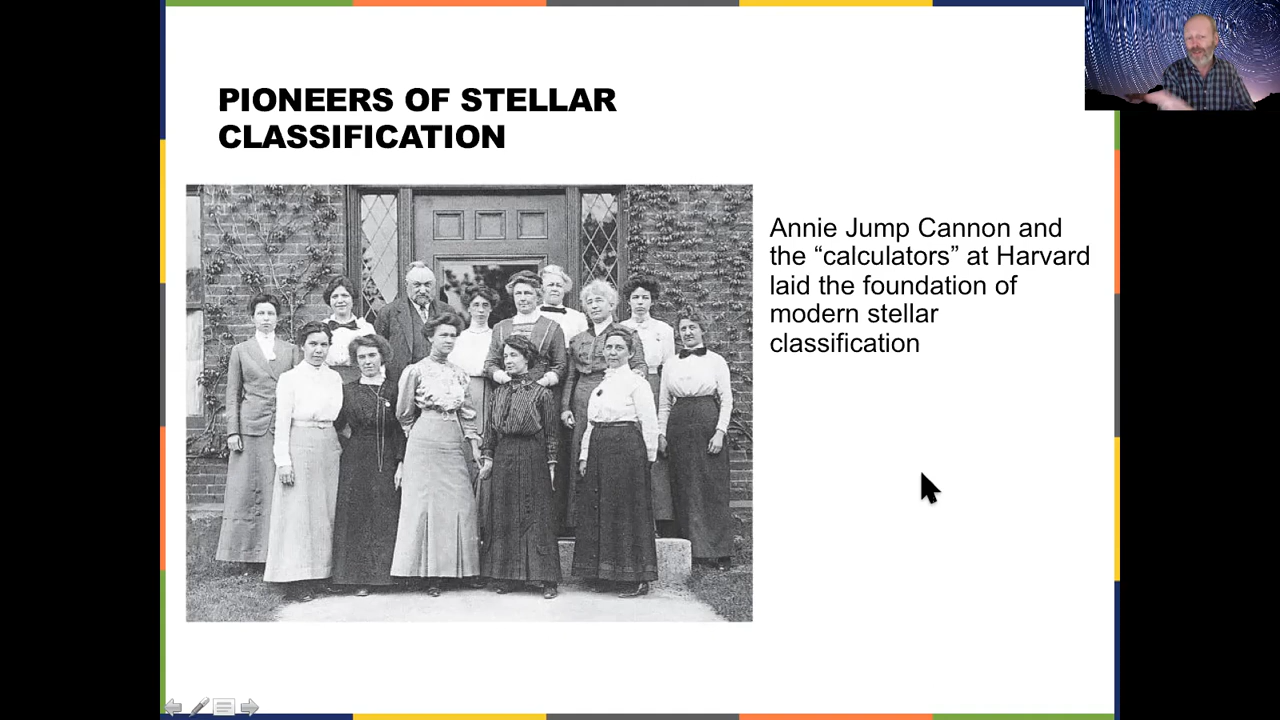 PIONEERS OF STELLAR
CLASSIFICATION
Annie Jump Cannon and
the “calculators” at Harvard
laid the foundation of
modern stellar
classification